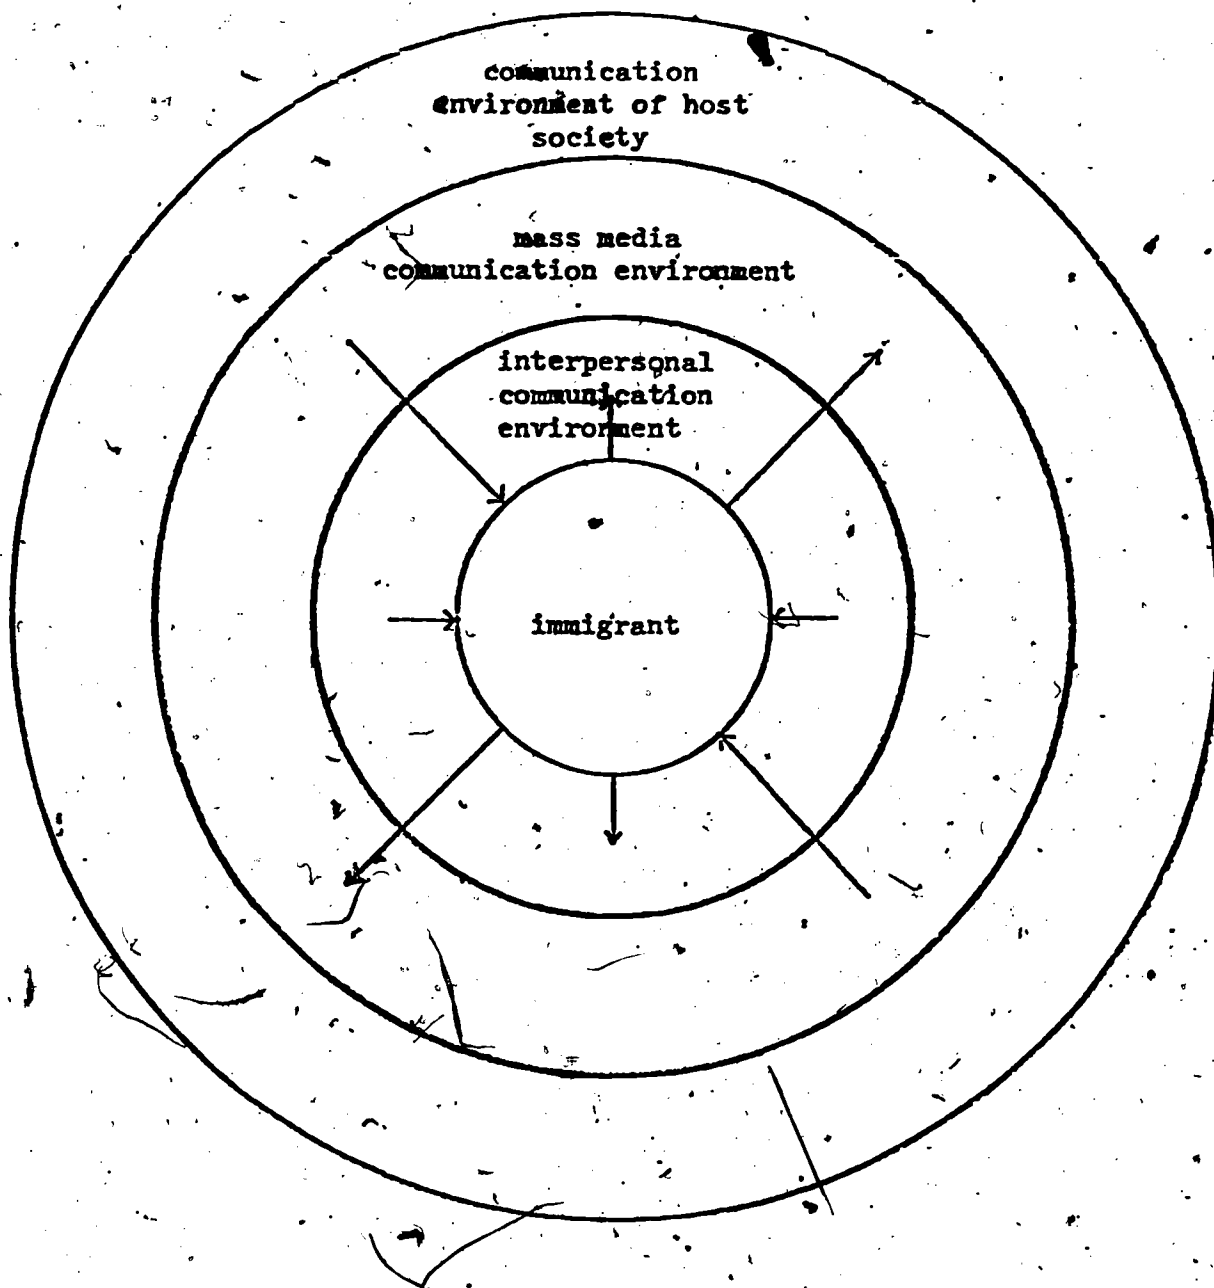 communication
environment of host
society
mass media
communication environment
interpersonal
communication
environment
immigrant